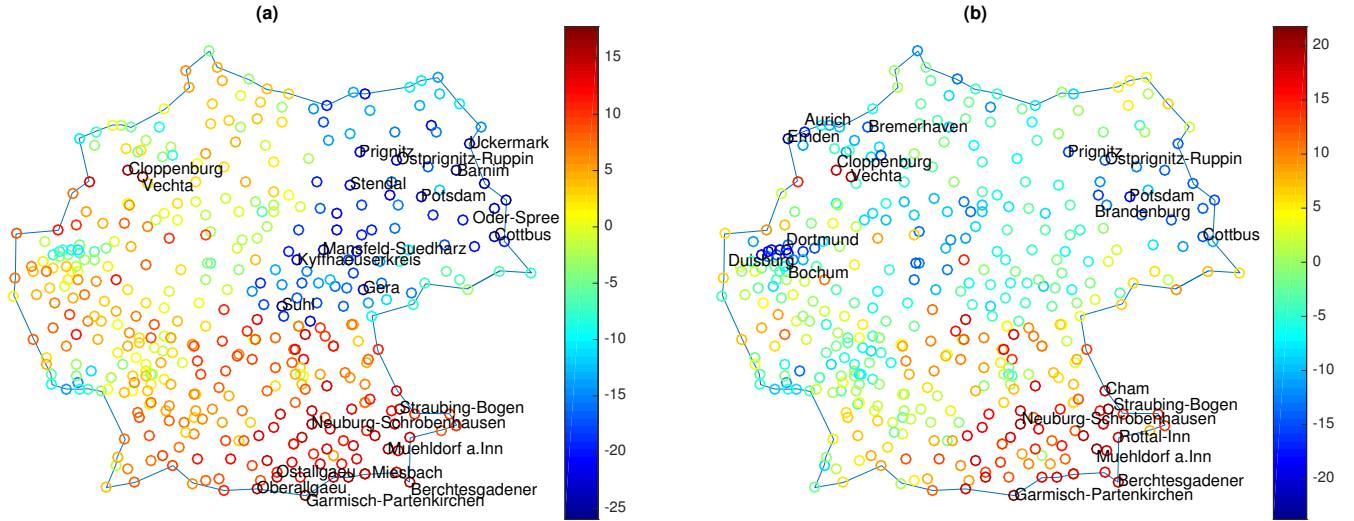 (a)
Cloppenburg
Vechta
Prignitz
Uckermark
Ostprignitz-Ruppin
Barnim
Stendal
Potsdam
Oder-Spree
Cottbus
Mansfeld-Suedharz
Kyffhaeuserkreis
Gera
Suhl
Straubing-Bogen
Neuburg-Schrobenhausen
Muehldorf a.Inn
Ostallgaeu
Miesbach
Oberallgaeu
Berchtesgadener
Garmisch-Partenkirchen
15
10
5
0
-5
-10
-15
-20
-25
(b)
Aurich
Emden
Bremerhaven
Cloppenburg
Vechta
Prignitz
Ostprignitz-Ruppin
Potsdam
Brandenburg
Cottbus
Dortmund
Duisburg
Bochum
Cham
Straubing-Bogen
Neuburg-Schrobenhausen
Rottal-Inn
Muehldorf a.Inn
Berchtesgadener
Garmisch-Partenkirchen
20
15
10
5
0
-5
-10
-15
-20